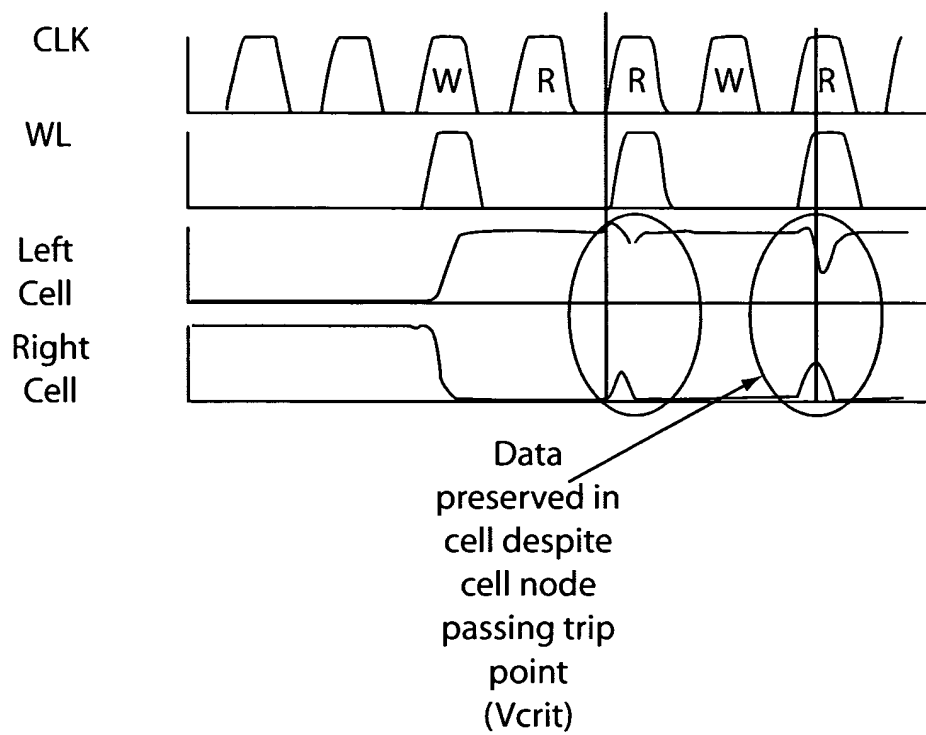 CLK
W
R
R
W
R
WL
Left
Cell
Right
Cell
Data
preserved in
cell despite
cell node
passing trip
point
(Vcrit)